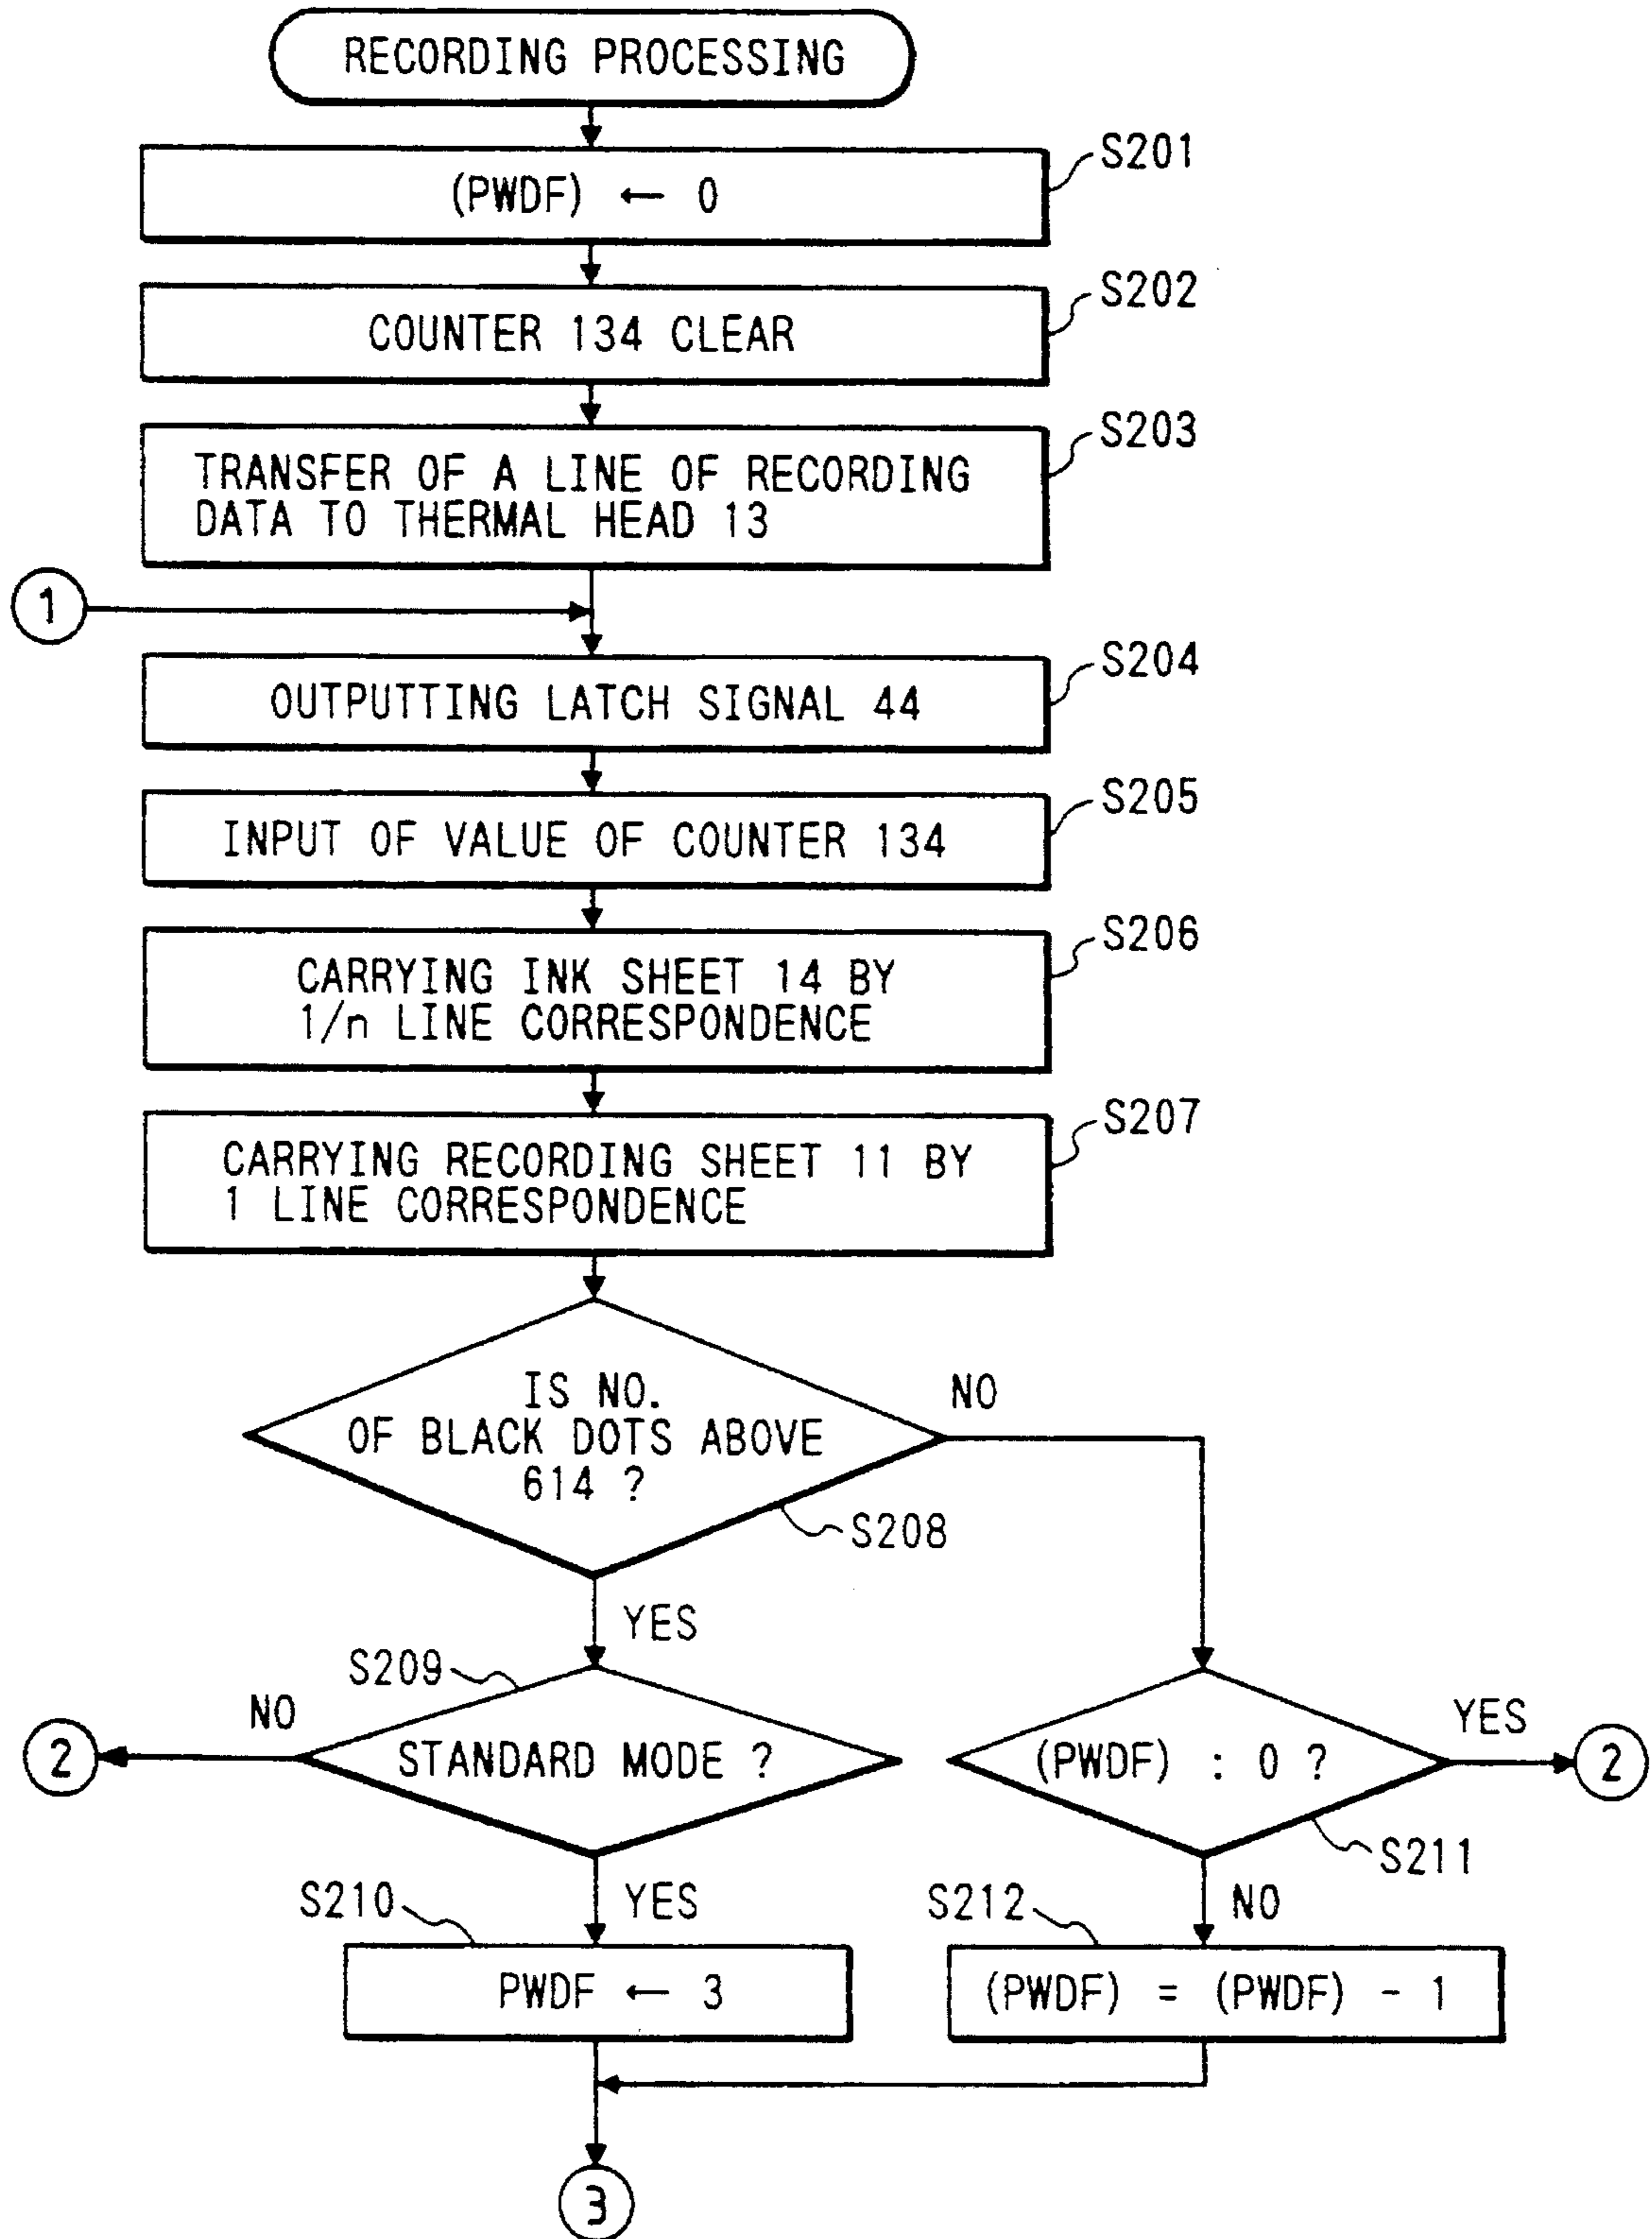 RECORDING PROCESSING
S201
(PWDF) ← 0
S202
COUNTER 134 CLEAR
S203
TRANSFER OF A LINE OF RECORDING
DATA TO THERMAL HEAD 13
1
S204
OUTPUTTING LATCH SIGNAL 44
S205
INPUT OF VALUE OF COUNTER 134
S206
CARRYING INK SHEET 14 BY
1/n LINE CORRESPONDENCE
S207
CARRYING RECORDING SHEET 11 BY
1 LINE CORRESPONDENCE
IS NO.
OF BLACK DOTS ABOVE
614 ?
NO
S208
YES
S209
NO
2
STANDARD MODE ?
(PWDF) : 0 ?
YES
2
S211
S210
YES
S212
NO
PWDF ← 3
(PWDF) = (PWDF) - 1
3